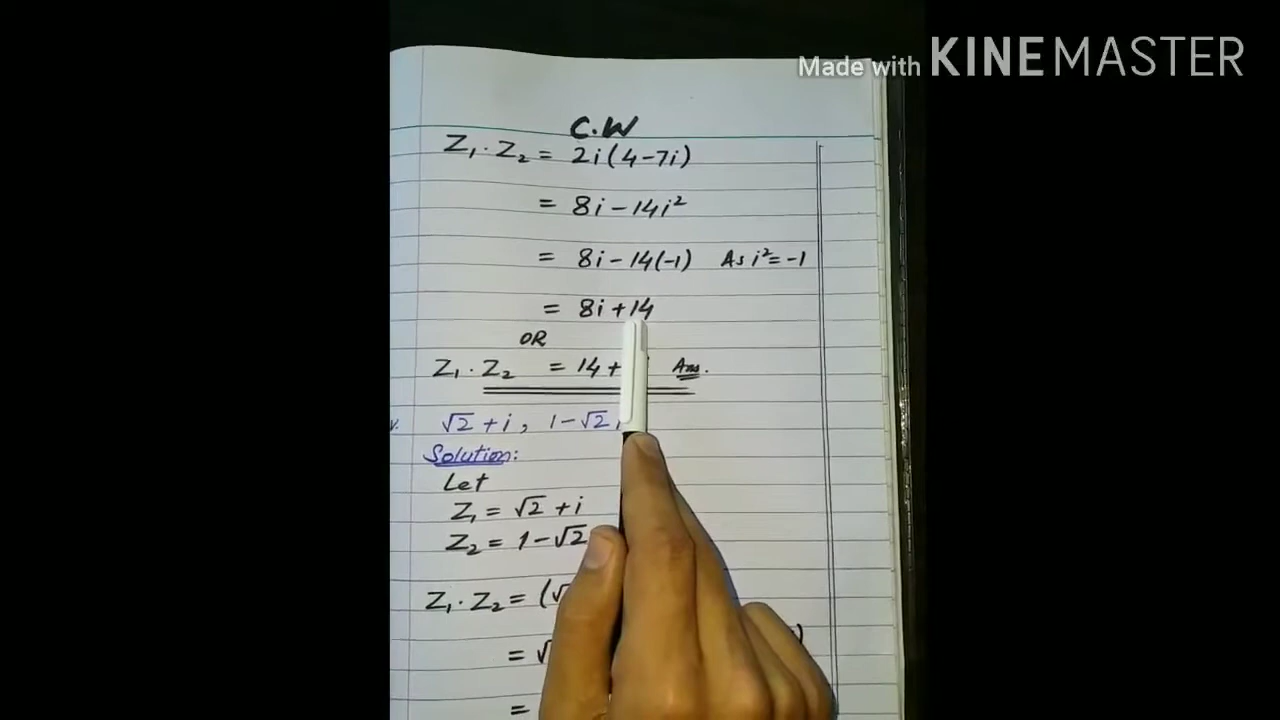 Made with KINEMASTER
C.W
Z₁ · Z₂ = 2i(4-7i)
= 8i - 14i²
= 8i - 14(-1) As i² = -1
= 8i + 14
OR
Z₁ · Z₂ = 14 + Ans.
√2 + i , 1 - √2
Solution:
Let
Z₁ = √2 + i
Z₂ = 1 - √2
Z₁ · Z₂ = (√
= √
=